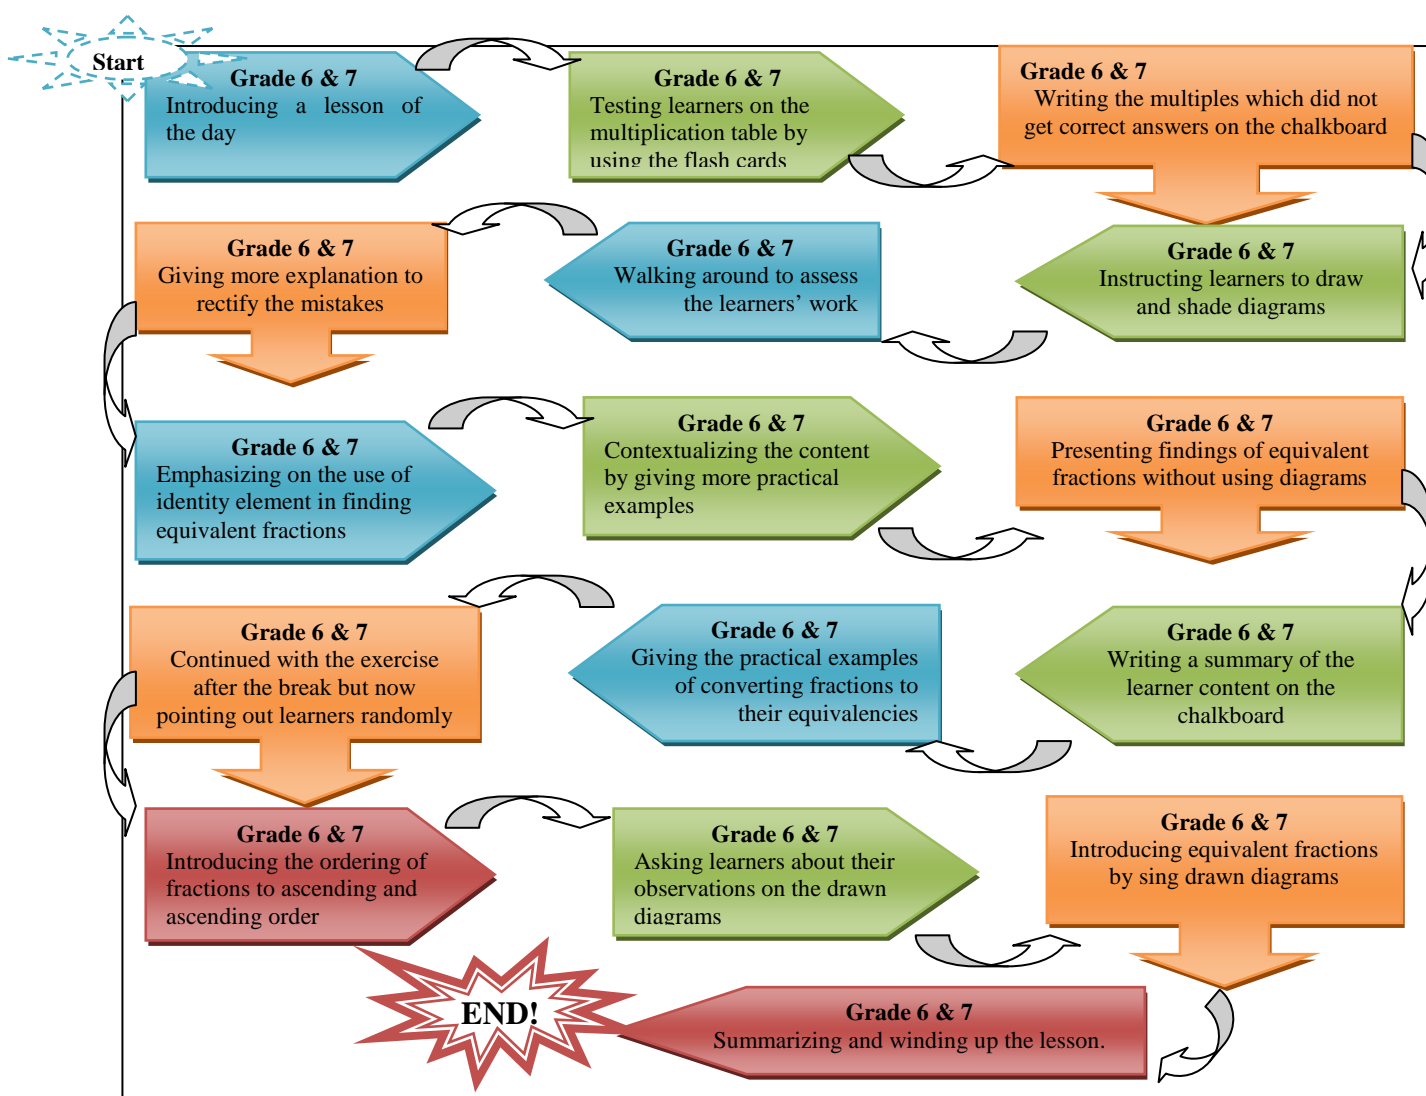 Start
Grade 6 & 7
Introducing a lesson of
the day
Grade 6 & 7
Testing learners on the
multiplication table by
using the flash cards
Grade 6 & 7
Writing the multiples which did not
get correct answers on the chalkboard
Grade 6 & 7
Instructing learners to draw
and shade diagrams
Grade 6 & 7
Walking around to assess
the learners’ work
Grade 6 & 7
Giving more explanation to
rectify the mistakes
Grade 6 & 7
Emphasizing on the use of
identity element in finding
equivalent fractions
Grade 6 & 7
Contextualizing the content
by giving more practical
examples
Grade 6 & 7
Presenting findings of equivalent
fractions without using diagrams
Grade 6 & 7
Writing a summary of the
learner content on the
chalkboard
Grade 6 & 7
Giving the practical examples
of converting fractions to
their equivalencies
Grade 6 & 7
Continued with the exercise
after the break but now
pointing out learners randomly
Grade 6 & 7
Introducing the ordering of
fractions to ascending and
ascending order
Grade 6 & 7
Asking learners about their
observations on the drawn
diagrams
Grade 6 & 7
Introducing equivalent fractions
by sing drawn diagrams
Grade 6 & 7
Summarizing and winding up the lesson.
END!